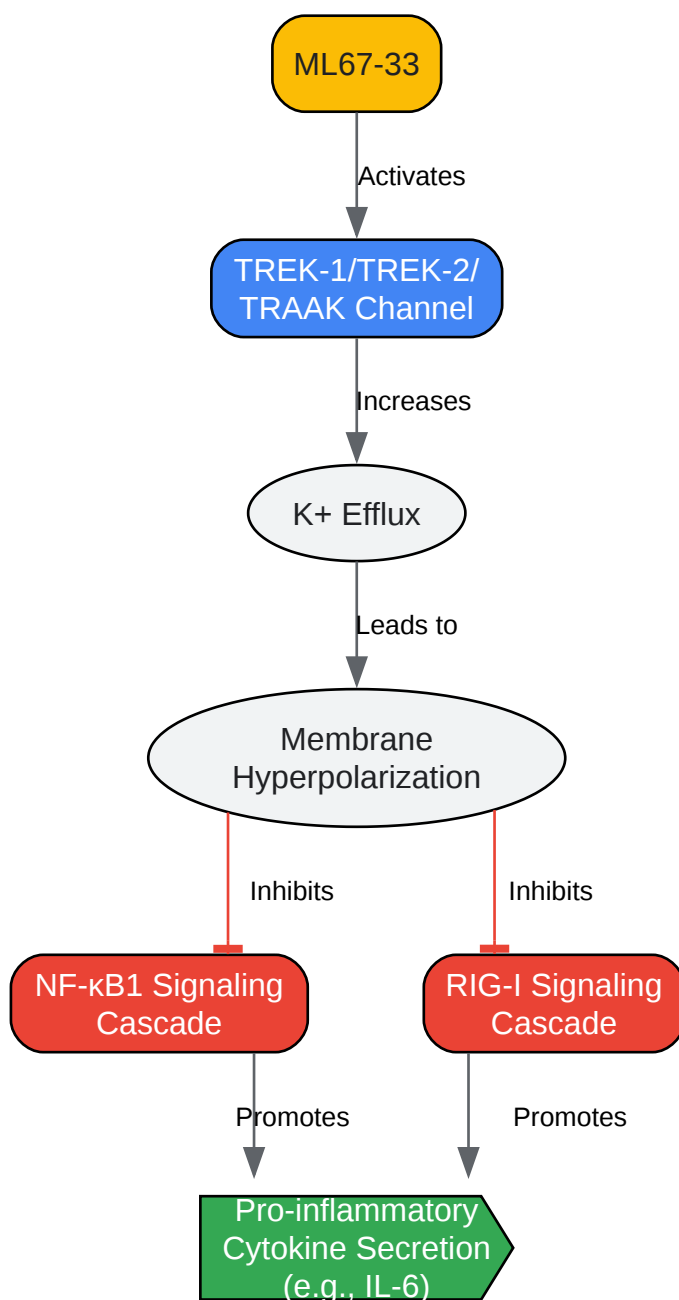 ML67-33
Activates
TREK-1/TREK-2/
TRAAK Channel
Increases
K+ Efflux
Leads to
Membrane
Hyperpolarization
Inhibits
Inhibits
NF-κB1 Signaling
Cascade
RIG-I Signaling
Cascade
Promotes
Promotes
Pro-inflammatory
Cytokine Secretion
(e.g., IL-6)